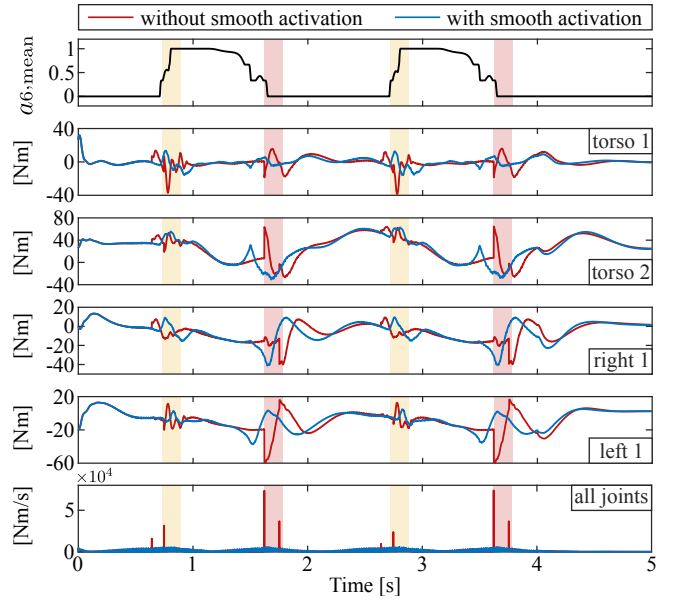 without smooth activation with smooth activation
a6,mean
1
0.5
0
[Nm]
40
0
-40
torso 1
[Nm]
80
40
0
-40
torso 2
[Nm]
20
0
-20
-40
right 1
[Nm]
20
-20
-60
left 1
×10⁴
[Nm/s]
5
0
all joints
0 1 2 3 4 5
Time [s]